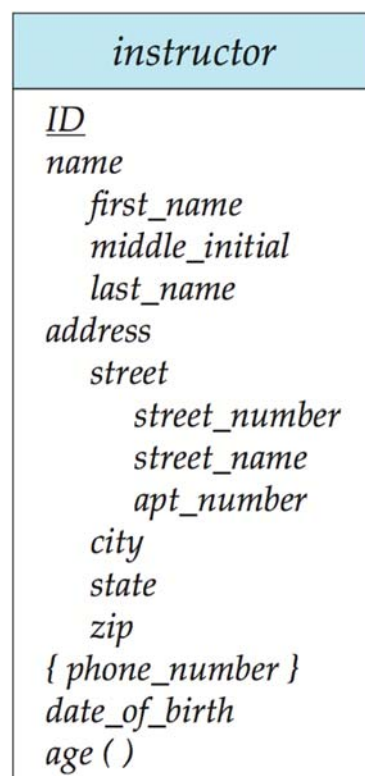 instructor
ID
name
first_name
middle_initial
last_name
address
street
street_number
street_name
apt_number
city
state
zip
{ phone_number }
date_of_birth
age ( )